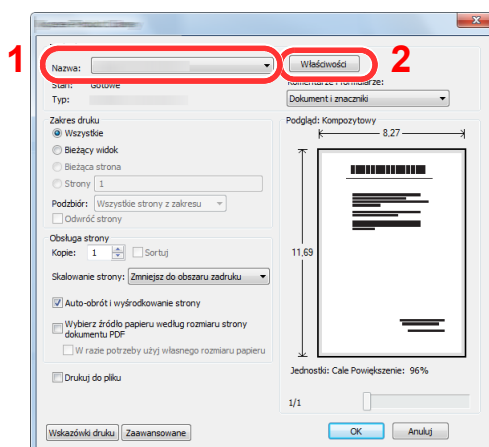 1
2
Nazwa:
Właściwości
Stan: Gotowe
Komentarze i formularze:
Typ:
Dokument i znaczniki
Zakres druku
Wszystkie
Bieżący widok
Bieżąca strona
Strony 1
Podzbiór: Wszystkie strony z zakresu
Odwróć strony
Obsługa strony
Kopie: 1 Sortuj
Skalowanie strony: Zmniejsz do obszaru zadruku
Auto-obrót i wyśrodkowanie strony
Wybierz źródło papieru według rozmiaru strony
dokumentu PDF
W razie potrzeby użyj własnego rozmiaru papieru
Drukuj do pliku
Podgląd: Kompozytowy
8,27
11,69
Jednostki: Cale Powiększenie: 96%
1/1
Wskazówki druku
Zaawansowane
OK
Anuluj